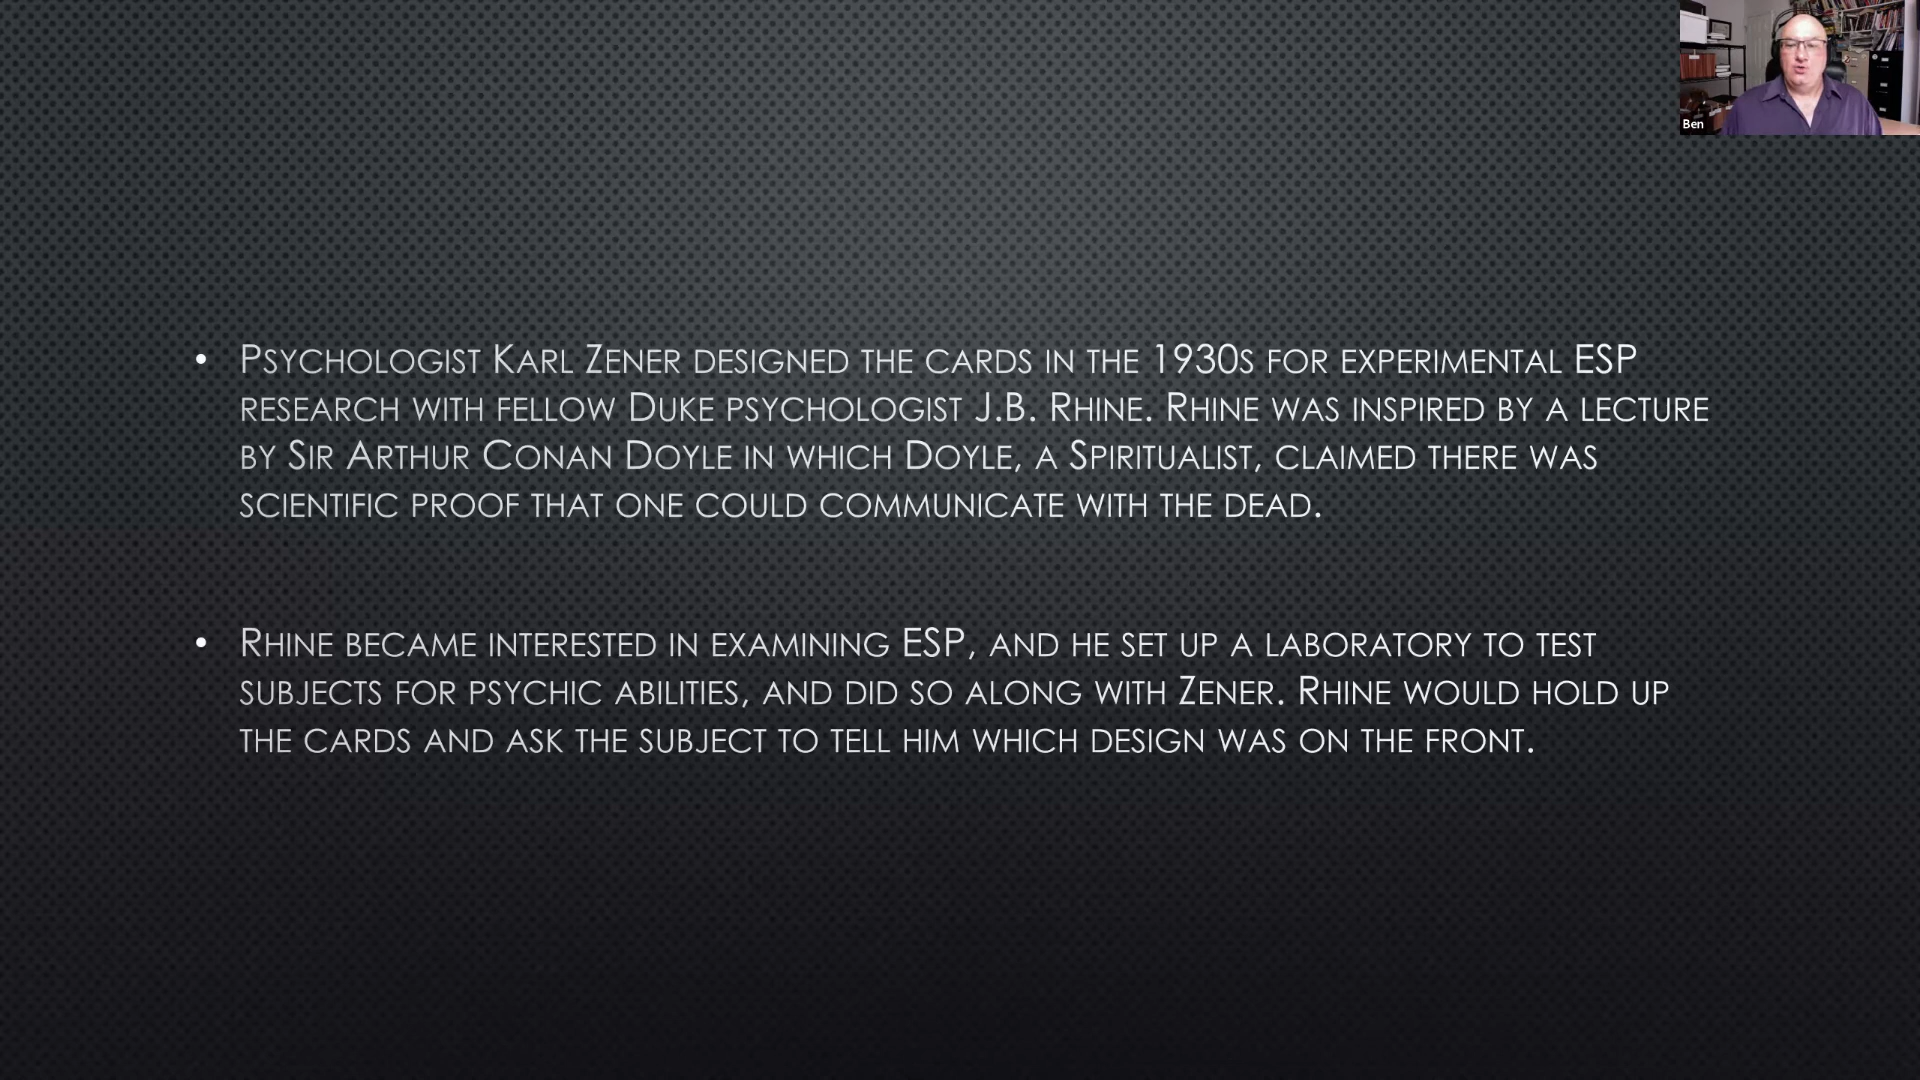 Ben
• Psychologist Karl Zener designed the cards in the 1930s for experimental ESP
research with fellow Duke psychologist J.B. Rhine. Rhine was inspired by a lecture
by Sir Arthur Conan Doyle in which Doyle, a Spiritualist, claimed there was
scientific proof that one could communicate with the dead.
• Rhine became interested in examining ESP, and he set up a laboratory to test
subjects for psychic abilities, and did so along with Zener. Rhine would hold up
the cards and ask the subject to tell him which design was on the front.